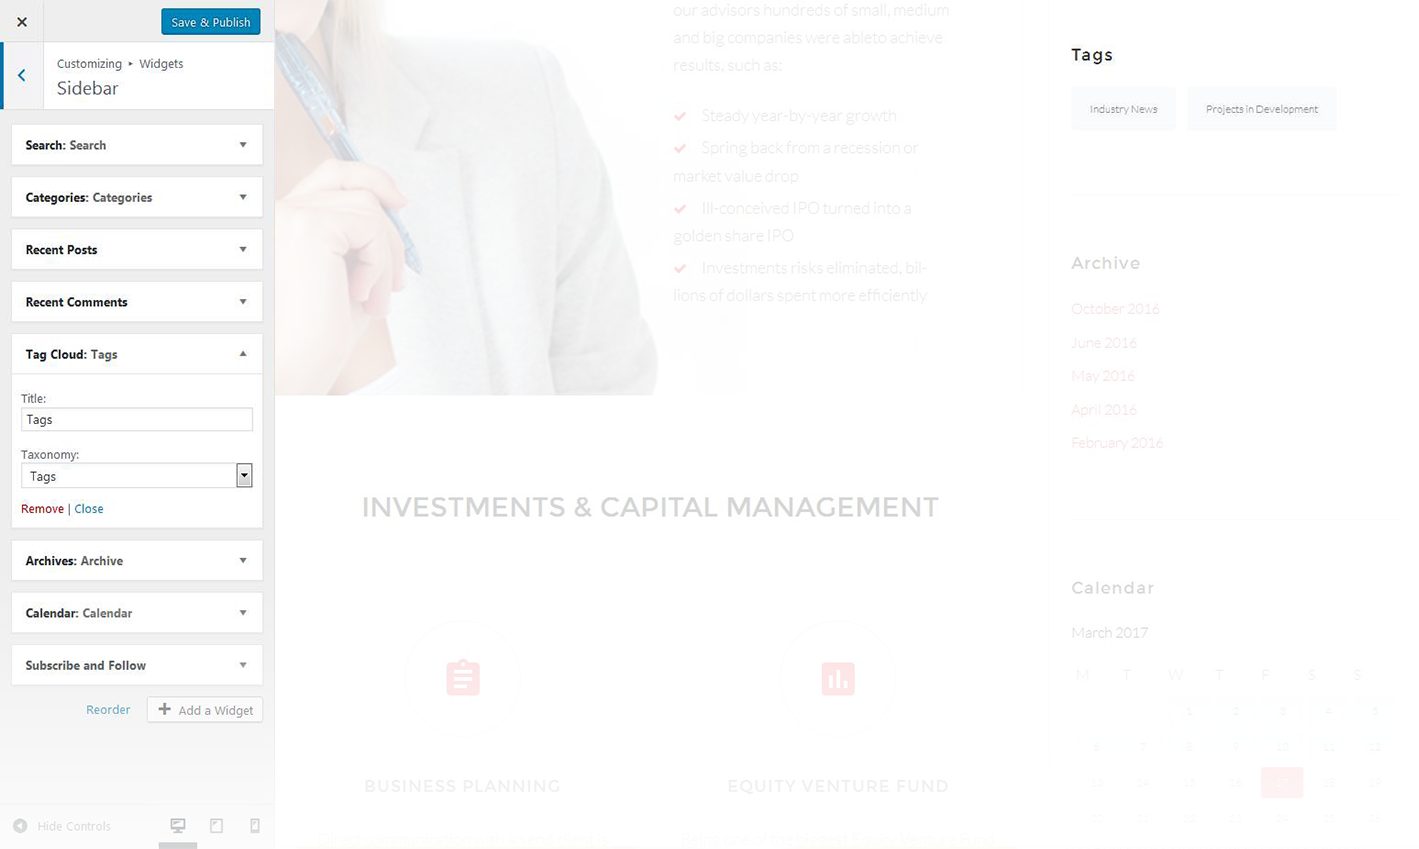 Save & Publish
Customizing ▸ Widgets
Sidebar
Search: Search
Categories: Categories
Recent Posts
Recent Comments
Tag Cloud: Tags
Title:
Tags
Taxonomy:
Tags
Remove | Close
Archives: Archive
Calendar: Calendar
Subscribe and Follow
Reorder
Add a Widget
Hide Controls
our advisors hundreds of small, medium
and big companies were ableto achieve
results, such as:
Steady year-by-year growth
Spring back from a recession or
market value drop
Ill-conceived IPO turned into a
golden share IPO
Investments risks eliminated, bil-
lions of dollars spent more efficiently
INVESTMENTS & CAPITAL MANAGEMENT
BUSINESS PLANNING
EQUITY VENTURE FUND
Tags
Industry News
Projects In Development
Archive
October 2016
June 2016
May 2016
April 2016
February 2016
Calendar
March 2017
M T W T F S S
1 2 3 4 5
6 7 8 9 10 11 12
13 14 15 16 17 18 19
20 21 22 23 24 25 26